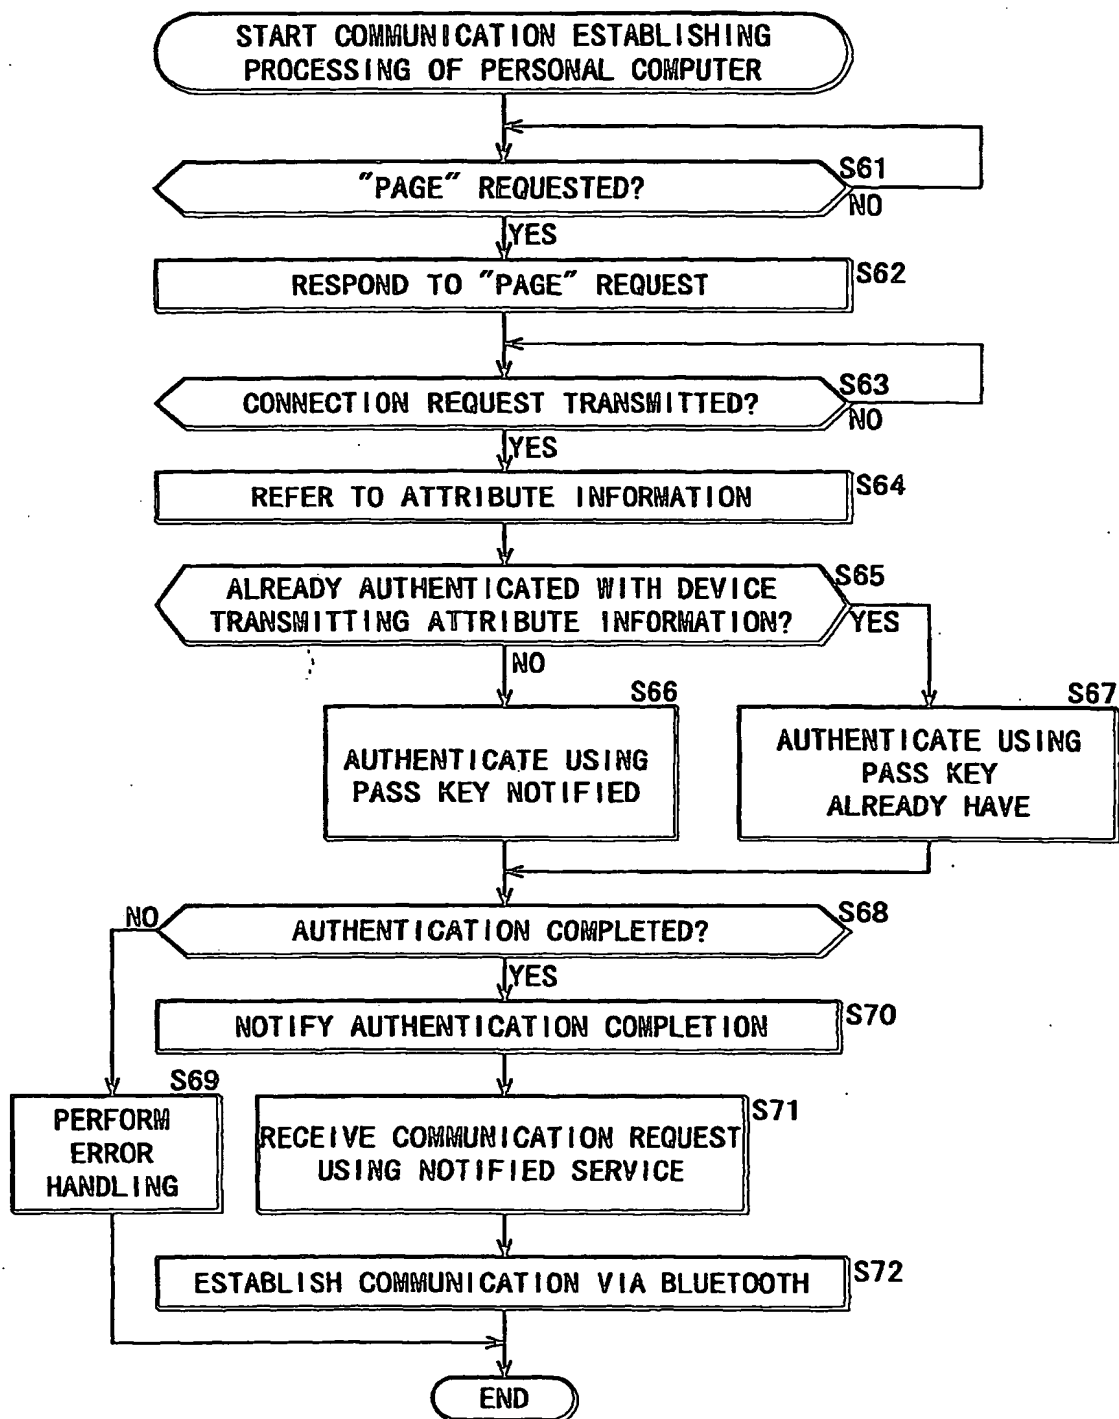 START COMMUNICATION ESTABLISHING
PROCESSING OF PERSONAL COMPUTER
"PAGE" REQUESTED?
S61
NO
YES
RESPOND TO "PAGE" REQUEST
S62
CONNECTION REQUEST TRANSMITTED?
S63
NO
YES
REFER TO ATTRIBUTE INFORMATION
S64
ALREADY AUTHENTICATED WITH DEVICE
TRANSMITTING ATTRIBUTE INFORMATION?
S65
YES
NO
S66
AUTHENTICATE USING
PASS KEY NOTIFIED
S67
AUTHENTICATE USING
PASS KEY
ALREADY HAVE
NO
AUTHENTICATION COMPLETED?
S68
YES
NOTIFY AUTHENTICATION COMPLETION
S70
S69
PERFORM
ERROR
HANDLING
RECEIVE COMMUNICATION REQUEST
USING NOTIFIED SERVICE
S71
ESTABLISH COMMUNICATION VIA BLUETOOTH
S72
END